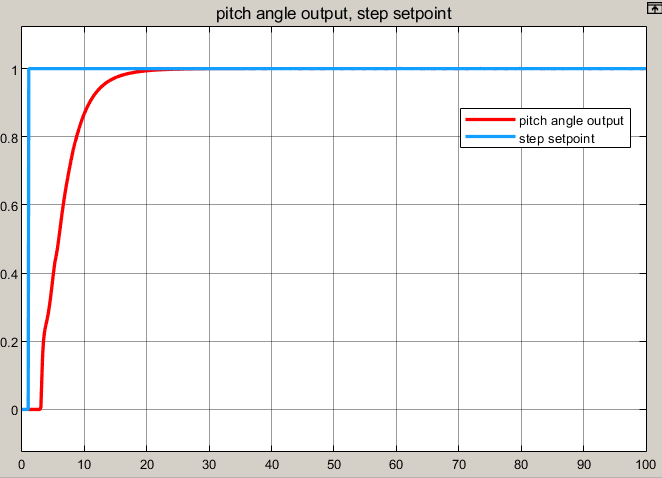 pitch angle output, step setpoint
1
0.8
0.6
0.4
0.2
0
pitch angle output
step setpoint
0 10 20 30 40 50 60 70 80 90 100